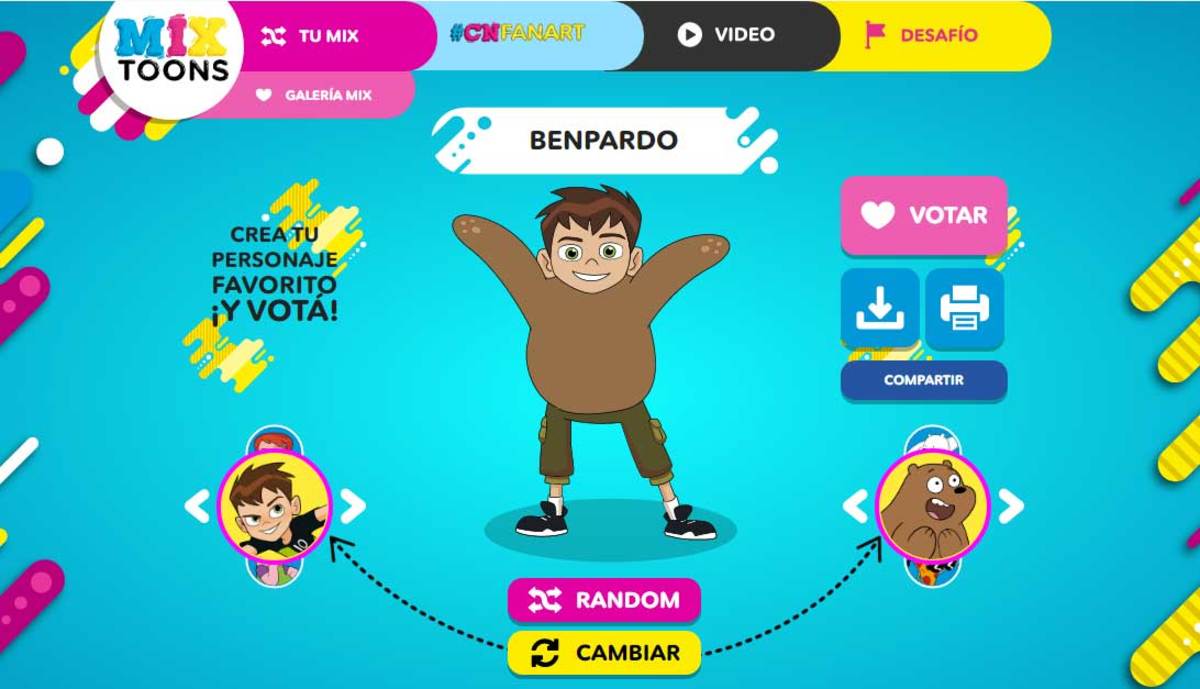 MIX
TOONS
TU MIX
#CNFANART
VIDEO
DESAFÍO
GALERÍA MIX
BENPARDO
CREA TU
PERSONAJE
FAVORITO
¡Y VOTÁ!
VOTAR
COMPARTIR
10
RANDOM
CAMBIAR